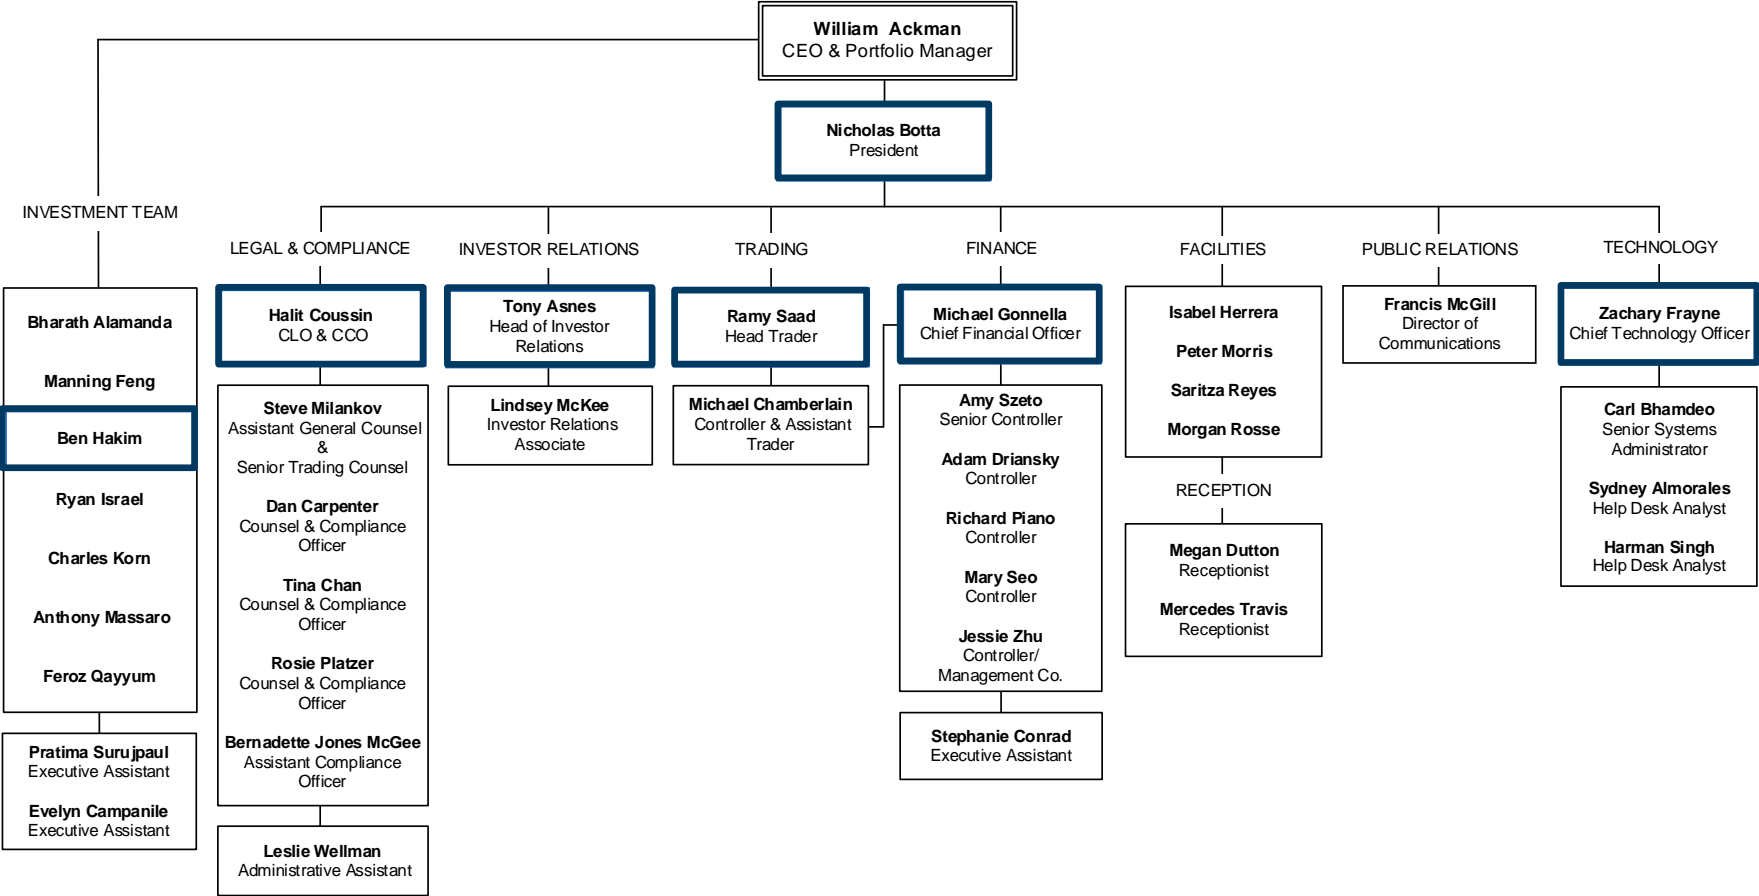 William Ackman
CEO & Portfolio Manager
Nicholas Botta
President
INVESTMENT TEAM
Bharath Alamanda
Manning Feng
Ben Hakim
Ryan Israel
Charles Korn
Anthony Massaro
Feroz Qayyum
Pratima Surujpaul
Executive Assistant
Evelyn Campanile
Executive Assistant
LEGAL & COMPLIANCE
Halit Coussin
CLO & CCO
Steve Milankov
Assistant General Counsel
&
Senior Trading Counsel
Dan Carpenter
Counsel & Compliance
Officer
Tina Chan
Counsel & Compliance
Officer
Rosie Platzer
Counsel & Compliance
Officer
Bernadette Jones McGee
Assistant Compliance
Officer
Leslie Wellman
Administrative Assistant
INVESTOR RELATIONS
Tony Asnes
Head of Investor
Relations
Lindsey McKee
Investor Relations
Associate
TRADING
Ramy Saad
Head Trader
Michael Chamberlain
Controller & Assistant
Trader
FINANCE
Michael Gonnella
Chief Financial Officer
Amy Szeto
Senior Controller
Adam Driansky
Controller
Richard Piano
Controller
Mary Seo
Controller
Jessie Zhu
Controller/
Management Co.
Stephanie Conrad
Executive Assistant
FACILITIES
Isabel Herrera
Peter Morris
Saritza Reyes
Morgan Rosse
RECEPTION
Megan Dutton
Receptionist
Mercedes Travis
Receptionist
PUBLIC RELATIONS
Francis McGill
Director of
Communications
TECHNOLOGY
Zachary Frayne
Chief Technology Officer
Carl Bhamdeo
Senior Systems
Administrator
Sydney Almorales
Help Desk Analyst
Harman Singh
Help Desk Analyst